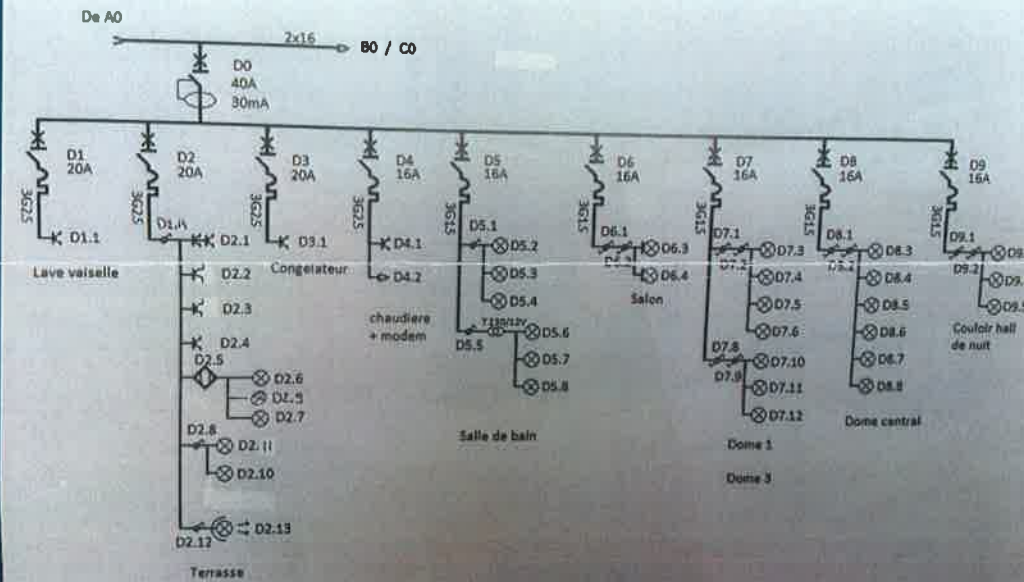 De A0
2x16
B0 / C0
D0
40A
30mA
D1
20A
D2
20A
D3
20A
D4
16A
D5
16A
D6
16A
D7
16A
D8
16A
D9
16A
3G25
3G25
3G25
3G25
3G15
3G15
3G15
3G15
3G15
D1.1
Lave vaiselle
D2.1
D2.2
D2.3
D2.4
D2.5
D2.6
D2.7
D2.8
D2.10
D2.12
D2.13
Terrasse
D3.1
Congelateur
D4.1
D4.2
chaudiere
+ modem
D5.1
D5.2
D5.3
D5.4
T230/12V
D5.5
D5.6
D5.7
D5.8
Salle de bain
D6.1
D6.3
D6.4
Salon
D7.1
D7.2
D7.3
D7.4
D7.5
D7.6
D7.8
D7.9
D7.10
D7.11
D7.12
Dome 1
Dome 3
D8.1
D8.3
D8.4
D8.5
D8.6
D8.7
D8.8
Dome central
D9.1
D9.2
Couloir hall
de nuit